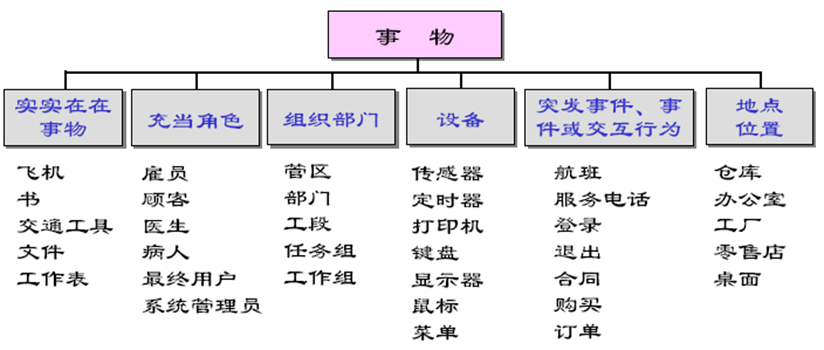 事 物
实实在在
事物
充当角色
组织部门
设备
突发事件、事
件或交互行为
地点
位置
飞机
书
交通工具
文件
工作表
雇员
顾客
医生
病人
最终用户
系统管理员
营区
部门
工段
任务组
工作组
传感器
定时器
打印机
键盘
显示器
鼠标
菜单
航班
服务电话
登录
退出
合同
购买
订单
仓库
办公室
工厂
零售店
桌面